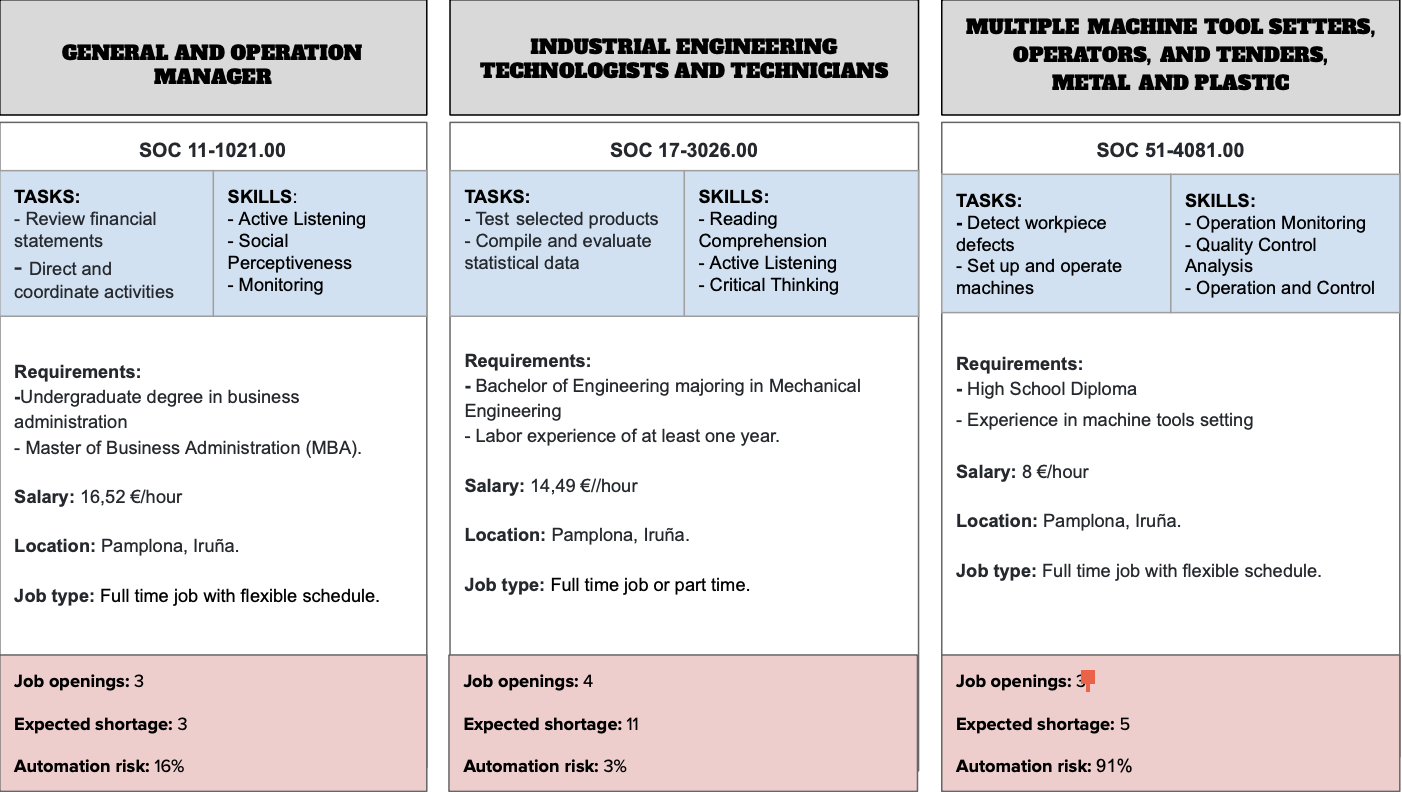 GENERAL AND OPERATION
MANAGER
SOC 11-1021.00
TASKS:
- Review financial
statements
- Direct and
coordinate activities
SKILLS:
- Active Listening
- Social
Perceptiveness
- Monitoring
Requirements:
-Undergraduate degree in business
administration
- Master of Business Administration (MBA).
Salary: 16,52 €/hour
Location: Pamplona, Iruña.
Job type: Full time job with flexible schedule.
Job openings: 3
Expected shortage: 3
Automation risk: 16%
INDUSTRIAL ENGINEERING
TECHNOLOGISTS AND TECHNICIANS
SOC 17-3026.00
TASKS:
- Test selected products
- Compile and evaluate
statistical data
SKILLS:
- Reading
Comprehension
- Active Listening
- Critical Thinking
Requirements:
- Bachelor of Engineering majoring in Mechanical
Engineering
- Labor experience of at least one year.
Salary: 14,49 €//hour
Location: Pamplona, Iruña.
Job type: Full time job or part time.
Job openings: 4
Expected shortage: 11
Automation risk: 3%
MULTIPLE MACHINE TOOL SETTERS,
OPERATORS, AND TENDERS,
METAL AND PLASTIC
SOC 51-4081.00
TASKS:
- Detect workpiece
defects
- Set up and operate
machines
SKILLS:
- Operation Monitoring
- Quality Control
Analysis
- Operation and Control
Requirements:
- High School Diploma
- Experience in machine tools setting
Salary: 8 €/hour
Location: Pamplona, Iruña.
Job type: Full time job with flexible schedule.
Job openings: 3
Expected shortage: 5
Automation risk: 91%